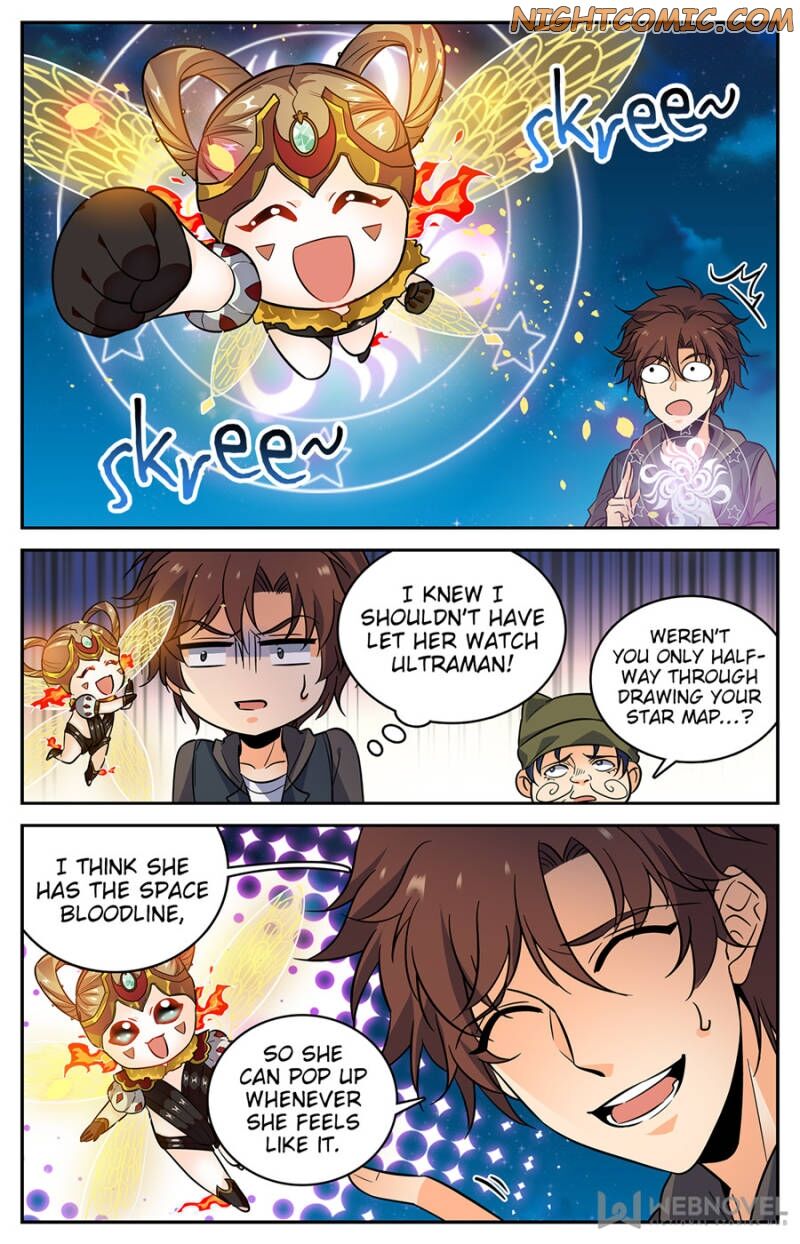 NIGHTCOMIC.COM
skree~
skree~
I KNEW I
SHOULDN'T HAVE
LET HER WATCH
ULTRAMAN!
WEREN'T
YOU ONLY HALF-
WAY THROUGH
DRAWING YOUR
STAR MAP...?
I THINK SHE
HAS THE SPACE
BLOODLINE,
SO SHE
CAN POP UP
WHENEVER
SHE FEELS
LIKE IT.
WEBNOVEL